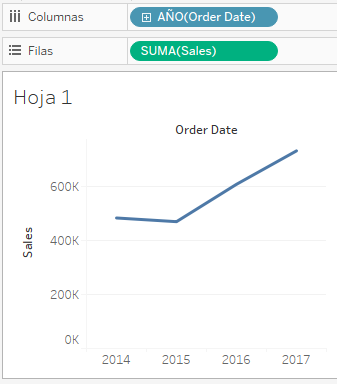 Columnas AÑO(Order Date)
Filas SUMA(Sales)
Hoja 1
Order Date
Sales
600K
400K
200K
0K
2014 2015 2016 2017